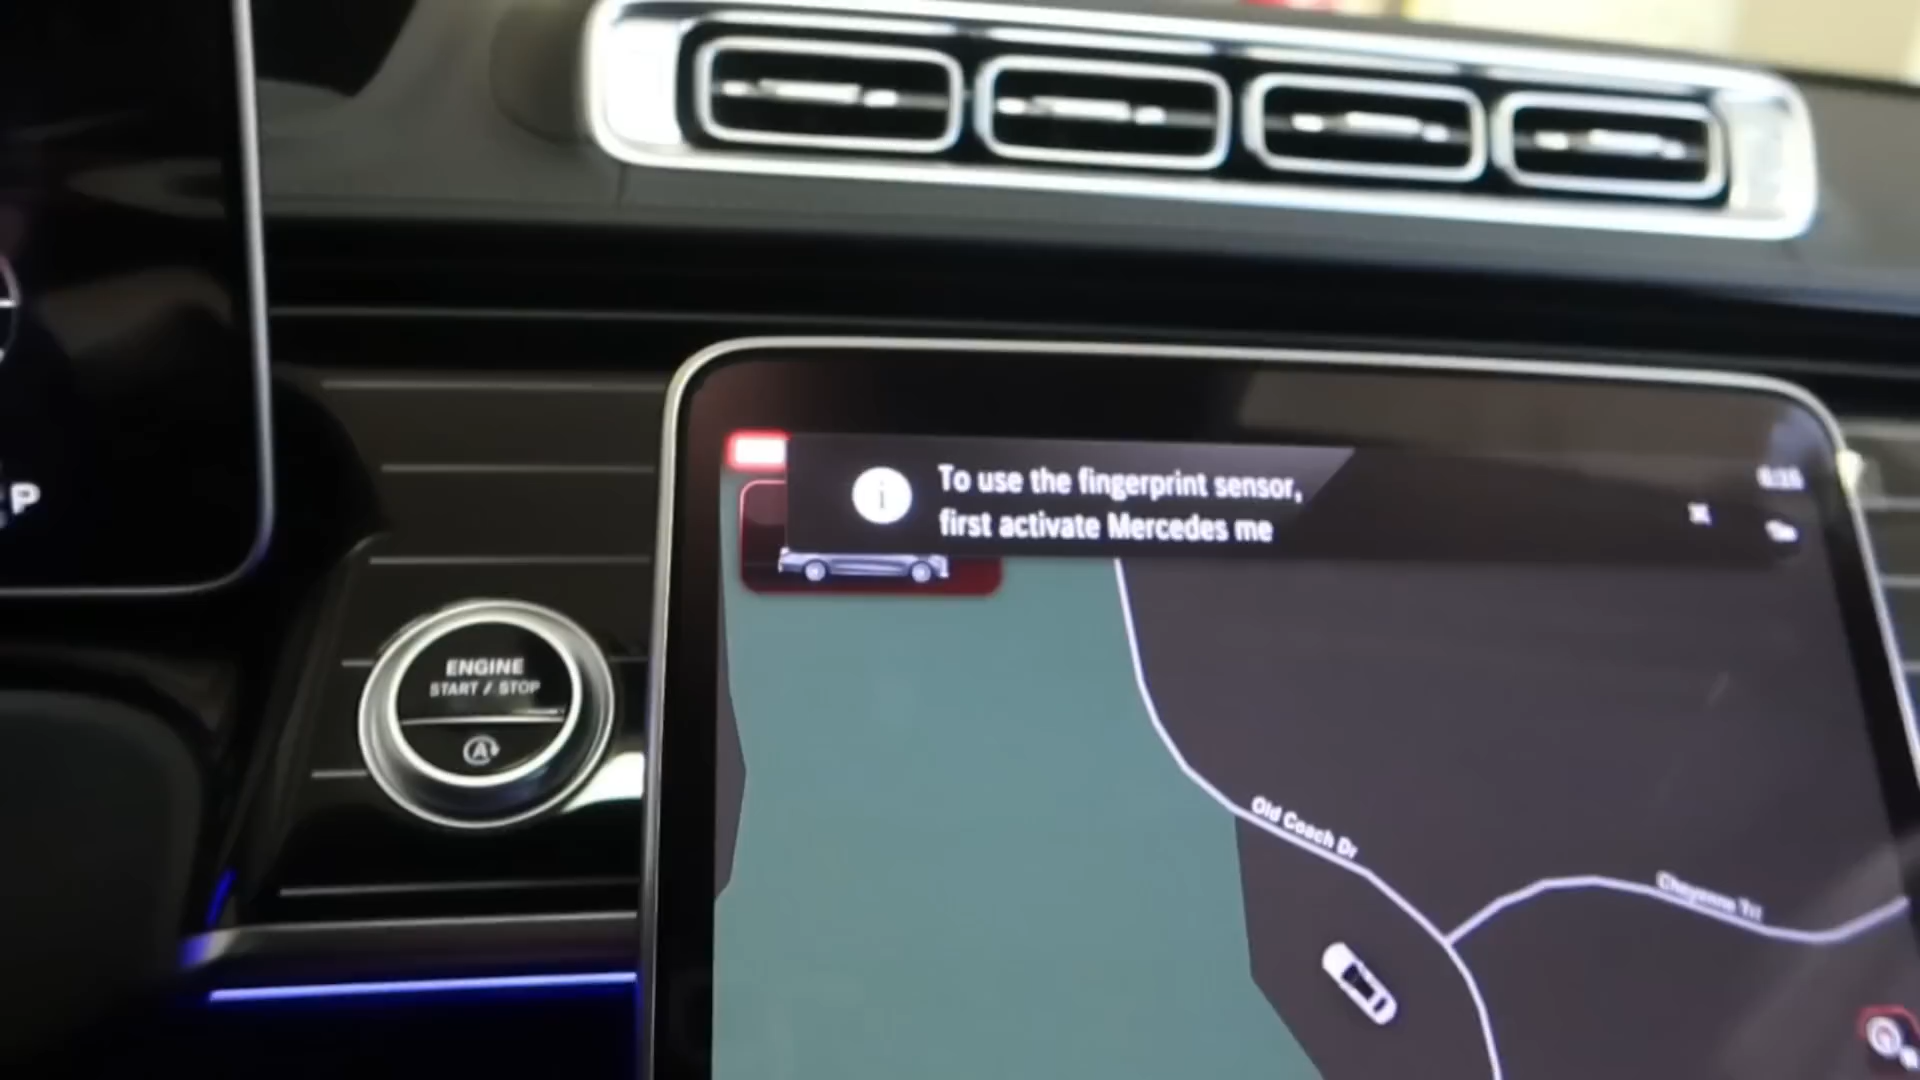 To use the fingerprint sensor,
first activate Mercedes me
P
ENGINE
START / STOP
A
Old Coach Dr
Cheyenne Trl